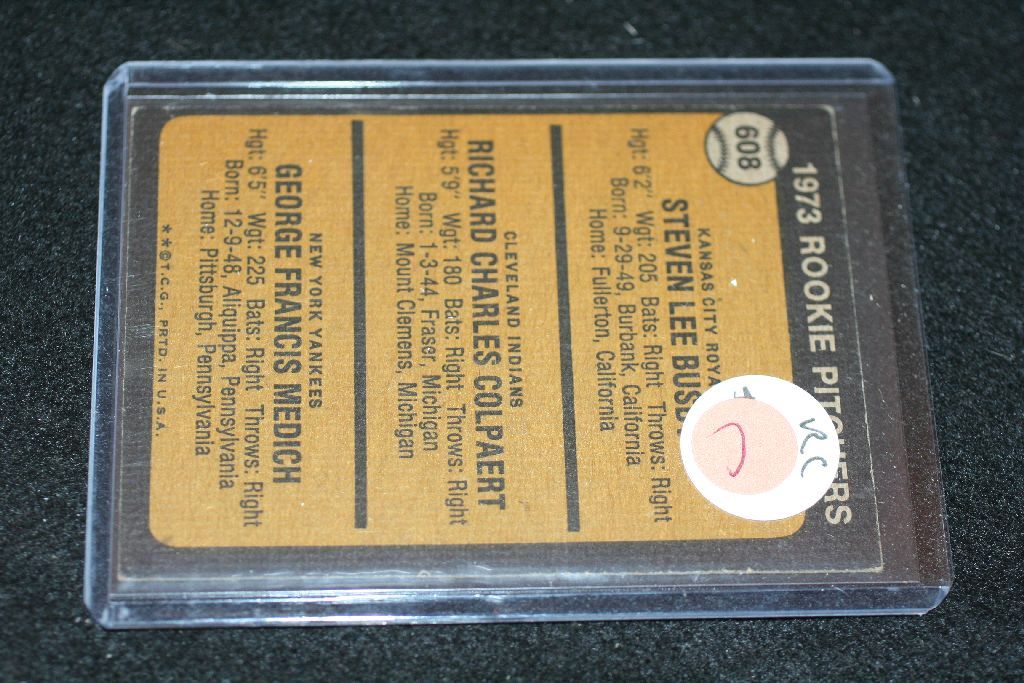 608
1973 ROOKIE PITCHERS
KANSAS CITY ROYA
STEVEN LEE BUSB
Hgt: 6'2" Wgt: 205 Bats: Right Throws: Right
Born: 9-29-49, Burbank, California
Home: Fullerton, California
CLEVELAND INDIANS
RICHARD CHARLES COLPAERT
Hgt: 5'9" Wgt: 180 Bats: Right Throws: Right
Born: 1-3-44, Fraser, Michigan
Home: Mount Clemens, Michigan
NEW YORK YANKEES
GEORGE FRANCIS MEDICH
Hgt: 6'5" Wgt: 225 Bats: Right Throws: Right
Born: 12-9-48, Aliquippa, Pennsylvania
Home: Pittsburgh, Pennsylvania
**©T.C.G., PRTD. IN U.S.A.
RC